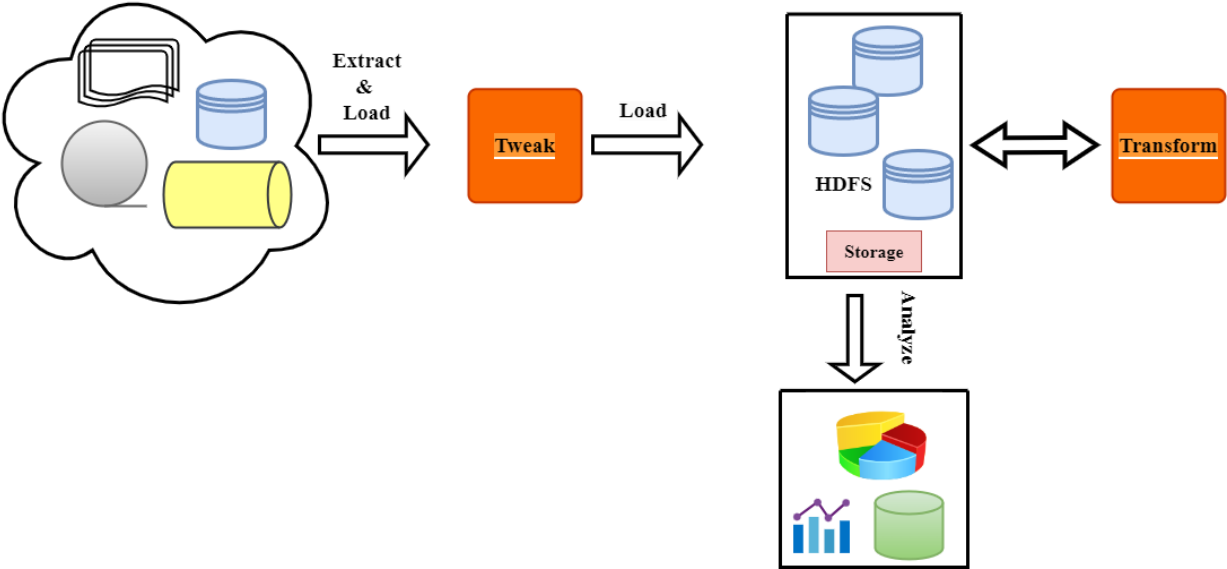 Extract
&
Load
Tweak
Load
HDFS
Storage
Transform
Analyze